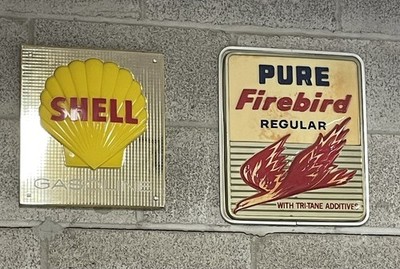 SHELL
GASOLINE
PURE
Firebird
REGULAR
WITH TRI-TANE ADDITIVE